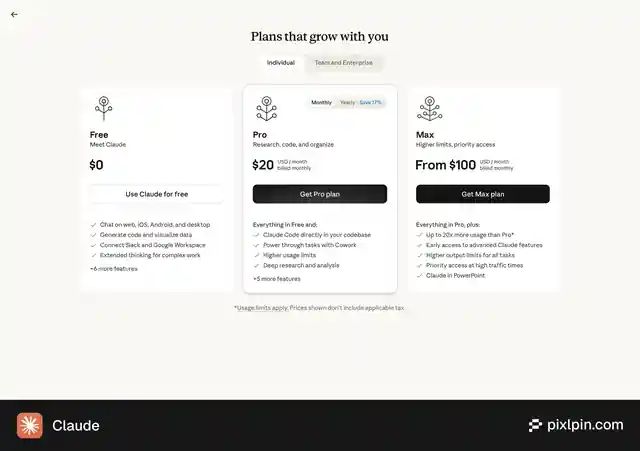 Plans that grow with you
Individual
Team and Enterprise
Free
Meet Claude
$0
Use Claude for free
Chat on web, iOS, Android, and desktop
Generate code and visualize data
Connect Slack and Google Workspace
Extended thinking for complex work
+6 more features
Monthly
Yearly · Save 17%
Pro
Research, code, and organize
$20
USD / month
billed monthly
Get Pro plan
Everything in Free and:
Claude Code directly in your codebase
Power through tasks with Cowork
Higher usage limits
Deep research and analysis
+5 more features
Max
Higher limits, priority access
From $100
USD / month
billed monthly
Get Max plan
Everything in Pro, plus:
Up to 20x more usage than Pro*
Early access to advanced Claude features
Higher output limits for all tasks
Priority access at high traffic times
Claude in PowerPoint
*Usage limits apply. Prices shown don't include applicable tax
Claude
pixlpin.com